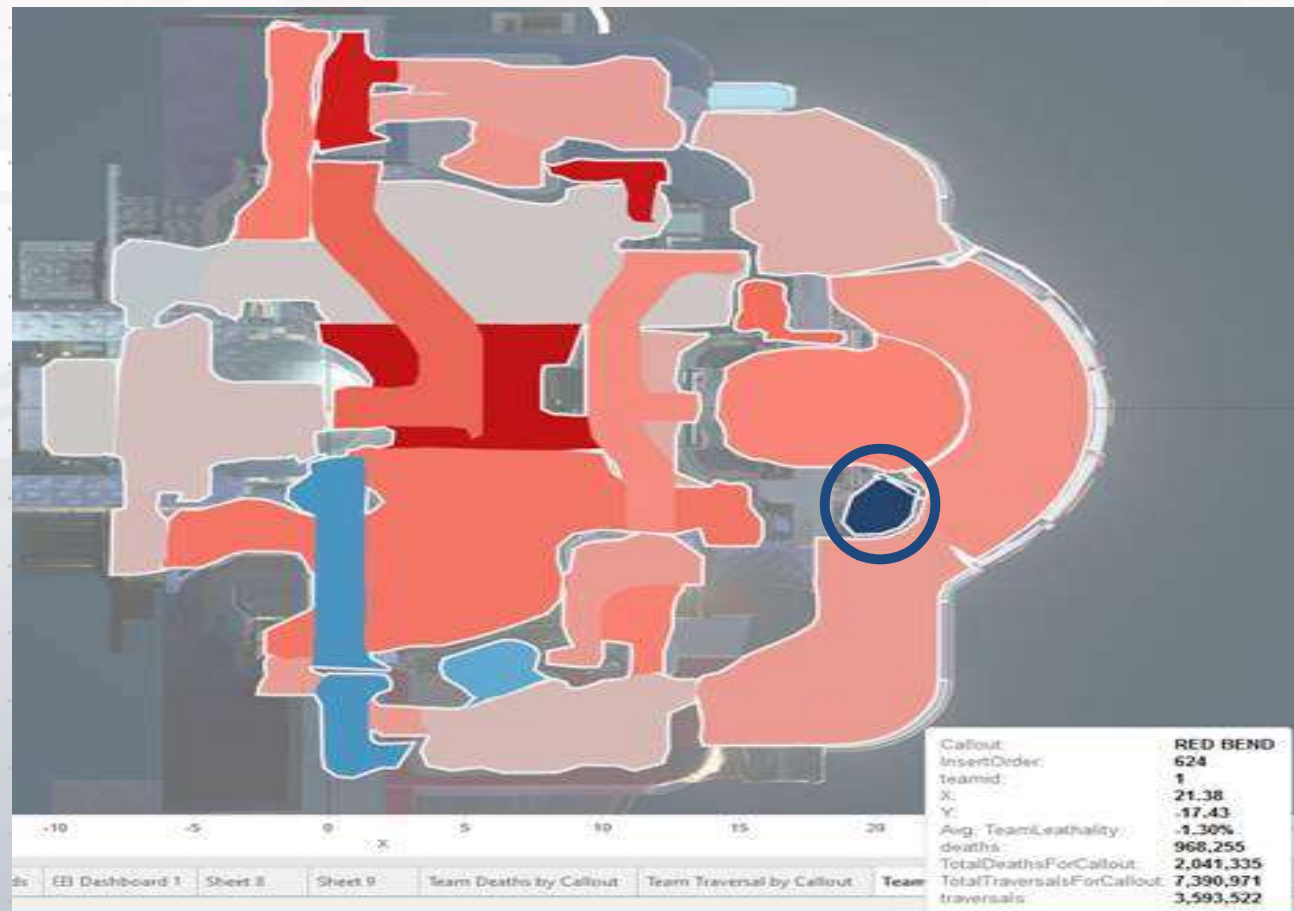 Callout: RED BEND
InsertOrder: 624
teamid: 1
X: 21.38
Y: -17.43
Avg. TeamLeathality: -1.30%
deaths: 968,255
TotalDeathsForCallout: 2,041,335
TotalTraversalsForCallout: 7,390,971
traversals: 3,593,522
-10 -5 0 5 10 15 20
X
ds Dashboard 1 Sheet 8 Sheet 9 Team Deaths by Callout Team Traversal by Callout Team